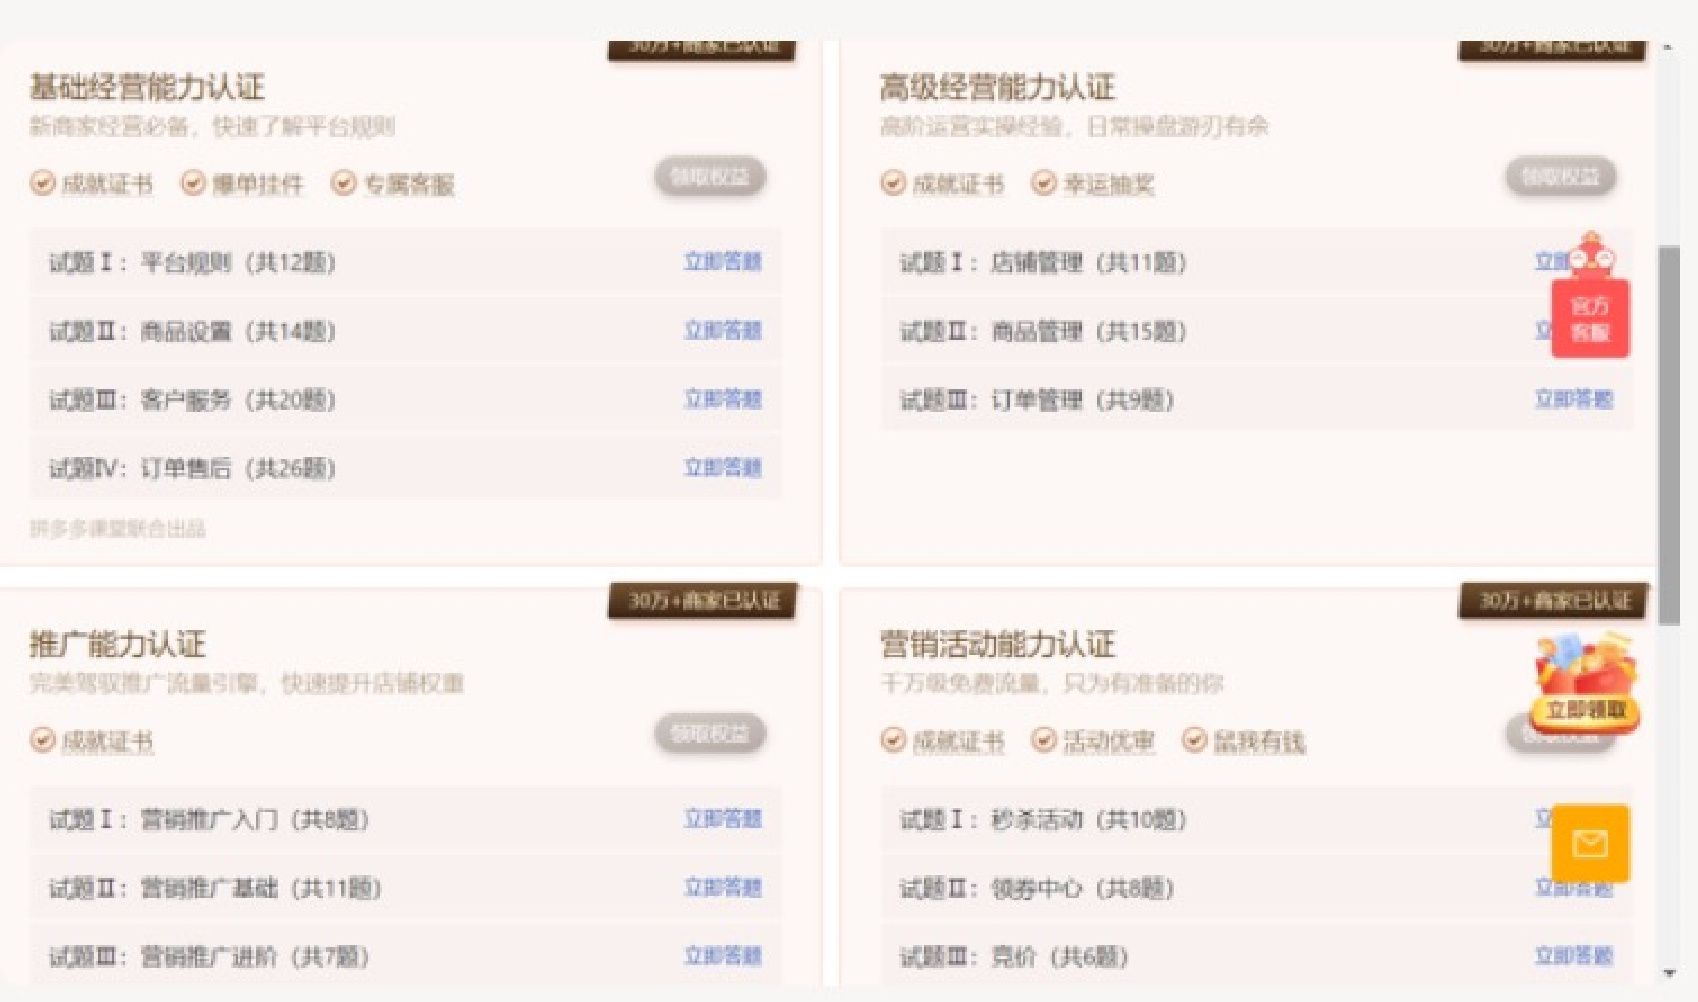 30万+商家已认证
基础经营能力认证
新商家经营必备，快速了解平台规则
成就证书 爆单挂件 专属客服 领取权益
试题Ⅰ：平台规则（共12题） 立即答题
试题Ⅱ：商品设置（共14题） 立即答题
试题Ⅲ：客户服务（共20题） 立即答题
试题Ⅳ：订单售后（共26题） 立即答题
拼多多课堂联合出品
30万+商家已认证
高级经营能力认证
高阶运营实操经验，日常操盘游刃有余
成就证书 幸运抽奖 领取权益
试题Ⅰ：店铺管理（共11题） 立即
试题Ⅱ：商品管理（共15题） 立
试题Ⅲ：订单管理（共9题） 立即答题
官方
客服
30万+商家已认证
推广能力认证
完美驾驭推广流量引擎，快速提升店铺权重
成就证书 领取权益
试题Ⅰ：营销推广入门（共8题） 立即答题
试题Ⅱ：营销推广基础（共11题） 立即答题
试题Ⅲ：营销推广进阶（共7题） 立即答题
30万+商家已认证
营销活动能力认证
千万级免费流量，只为有准备的你
立即领取
成就证书 活动优审 鼠我有钱
试题Ⅰ：秒杀活动（共10题） 立
试题Ⅱ：领券中心（共8题） 立即答题
试题Ⅲ：竞价（共6题） 立即答题